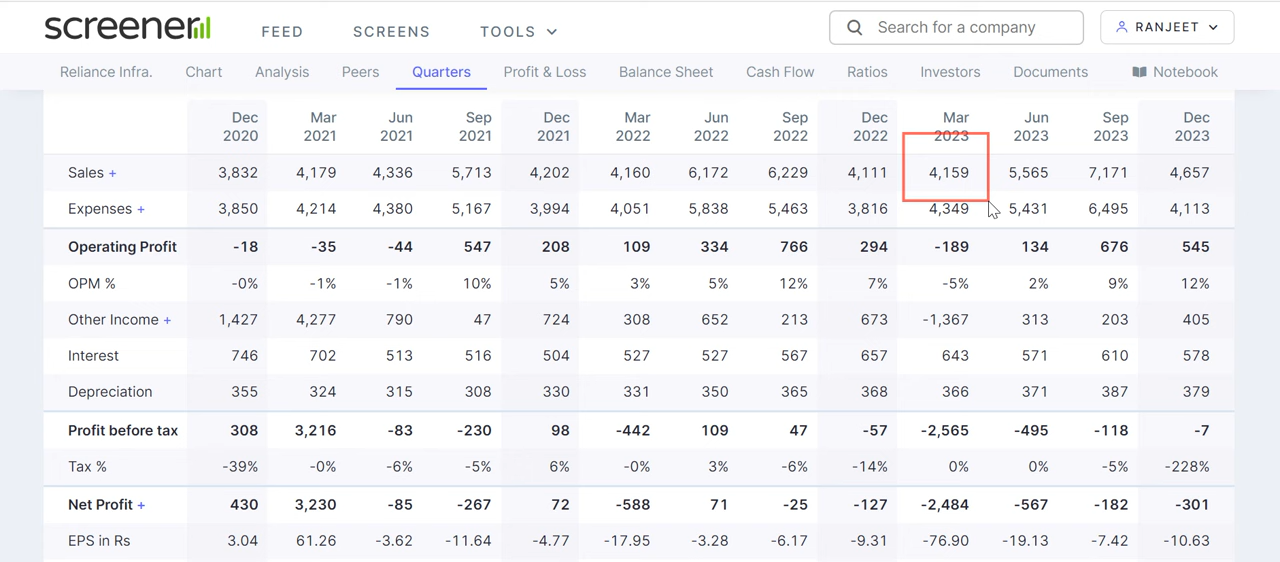 screener FEED SCREENS TOOLS Search for a company RANJEET
Reliance Infra. Chart Analysis Peers Quarters Profit & Loss Balance Sheet Cash Flow Ratios Investors Documents Notebook
Dec Mar Jun Sep Dec Mar Jun Sep Dec Mar Jun Sep Dec
2020 2021 2021 2021 2021 2022 2022 2022 2022 2023 2023 2023 2023
Sales + 3,832 4,179 4,336 5,713 4,202 4,160 6,172 6,229 4,111 4,159 5,565 7,171 4,657
Expenses + 3,850 4,214 4,380 5,167 3,994 4,051 5,838 5,463 3,816 4,349 5,431 6,495 4,113
Operating Profit -18 -35 -44 547 208 109 334 766 294 -189 134 676 545
OPM % -0% -1% -1% 10% 5% 3% 5% 12% 7% -5% 2% 9% 12%
Other Income + 1,427 4,277 790 47 724 308 652 213 673 -1,367 313 203 405
Interest 746 702 513 516 504 527 527 567 657 643 571 610 578
Depreciation 355 324 315 308 330 331 350 365 368 366 371 387 379
Profit before tax 308 3,216 -83 -230 98 -442 109 47 -57 -2,565 -495 -118 -7
Tax % -39% -0% -6% -5% 6% -0% 3% -6% -14% 0% 0% -5% -228%
Net Profit + 430 3,230 -85 -267 72 -588 71 -25 -127 -2,484 -567 -182 -301
EPS in Rs 3.04 61.26 -3.62 -11.64 -4.77 -17.95 -3.28 -6.17 -9.31 -76.90 -19.13 -7.42 -10.63